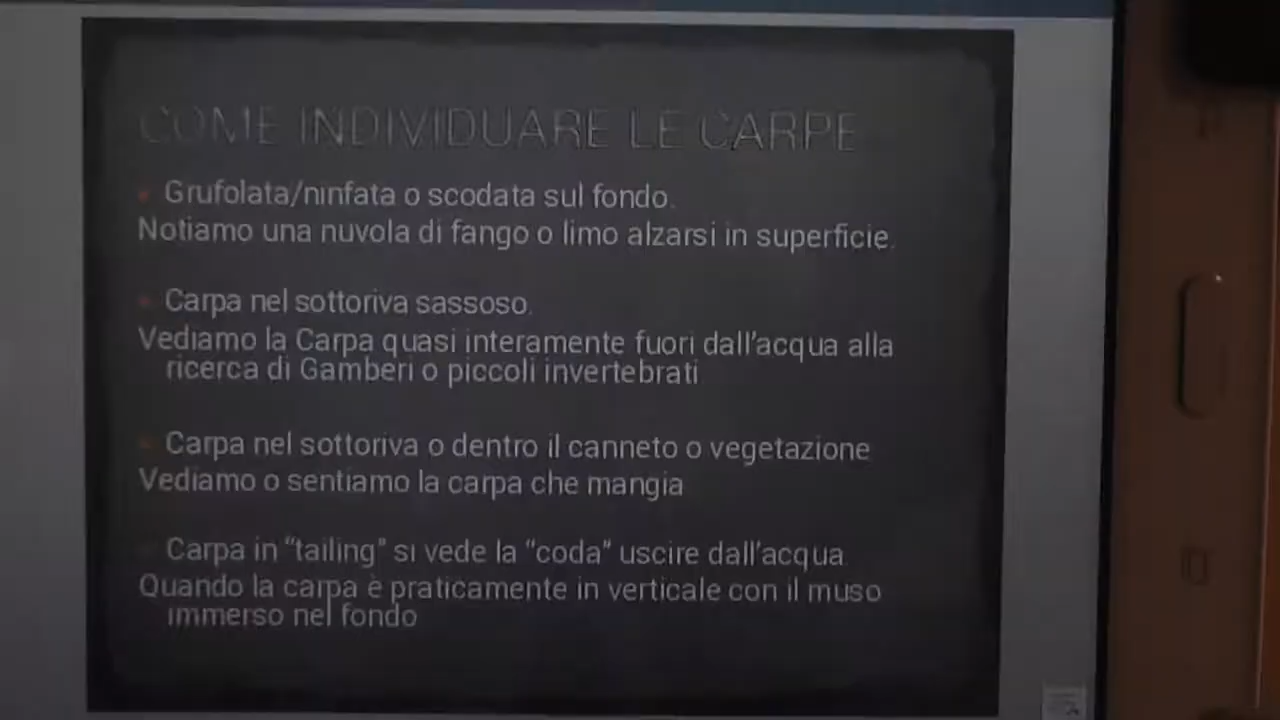 COME INDIVIDUARE LE CARPE
Grufolata/ninfata o scodata sul fondo.
Notiamo una nuvola di fango o limo alzarsi in superficie.
Carpa nel sottoriva sassoso.
Vediamo la Carpa quasi interamente fuori dall'acqua alla
ricerca di Gamberi o piccoli invertebrati
Carpa nel sottoriva o dentro il canneto o vegetazione
Vediamo o sentiamo la carpa che mangia
Carpa in "tailing" si vede la "coda" uscire dall'acqua.
Quando la carpa è praticamente in verticale con il muso
immerso nel fondo